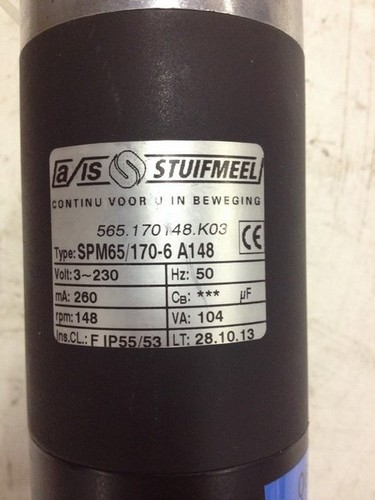 a/is STUIFMEEL
CONTINU VOOR U IN BEWEGING
565.170148.K03
CE
Type: SPM65/170-6 A148
Volt: 3~230 Hz: 50
mA: 260 CB: *** µF
rpm: 148 VA: 104
Ins.CL.: F IP55/53 LT: 28.10.13